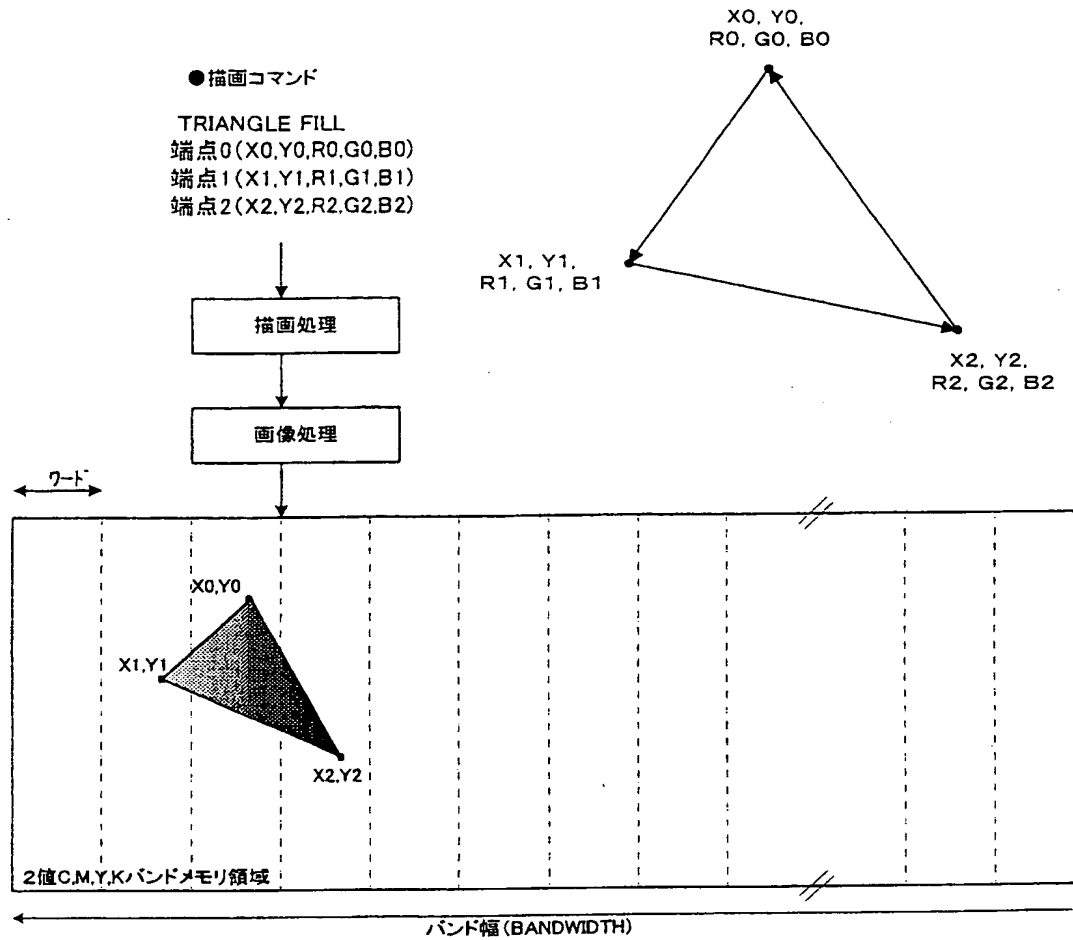 X0, Y0,
R0, G0, B0
●描画コマンド
TRIANGLE FILL
端点0(X0,Y0,R0,G0,B0)
端点1(X1,Y1,R1,G1,B1)
端点2(X2,Y2,R2,G2,B2)
X1, Y1,
R1, G1, B1
描画処理
X2, Y2,
R2, G2, B2
画像処理
ワード
X0,Y0
X1,Y1
X2,Y2
2値C,M,Y,Kバンドメモリ領域
バンド幅(BANDWIDTH)